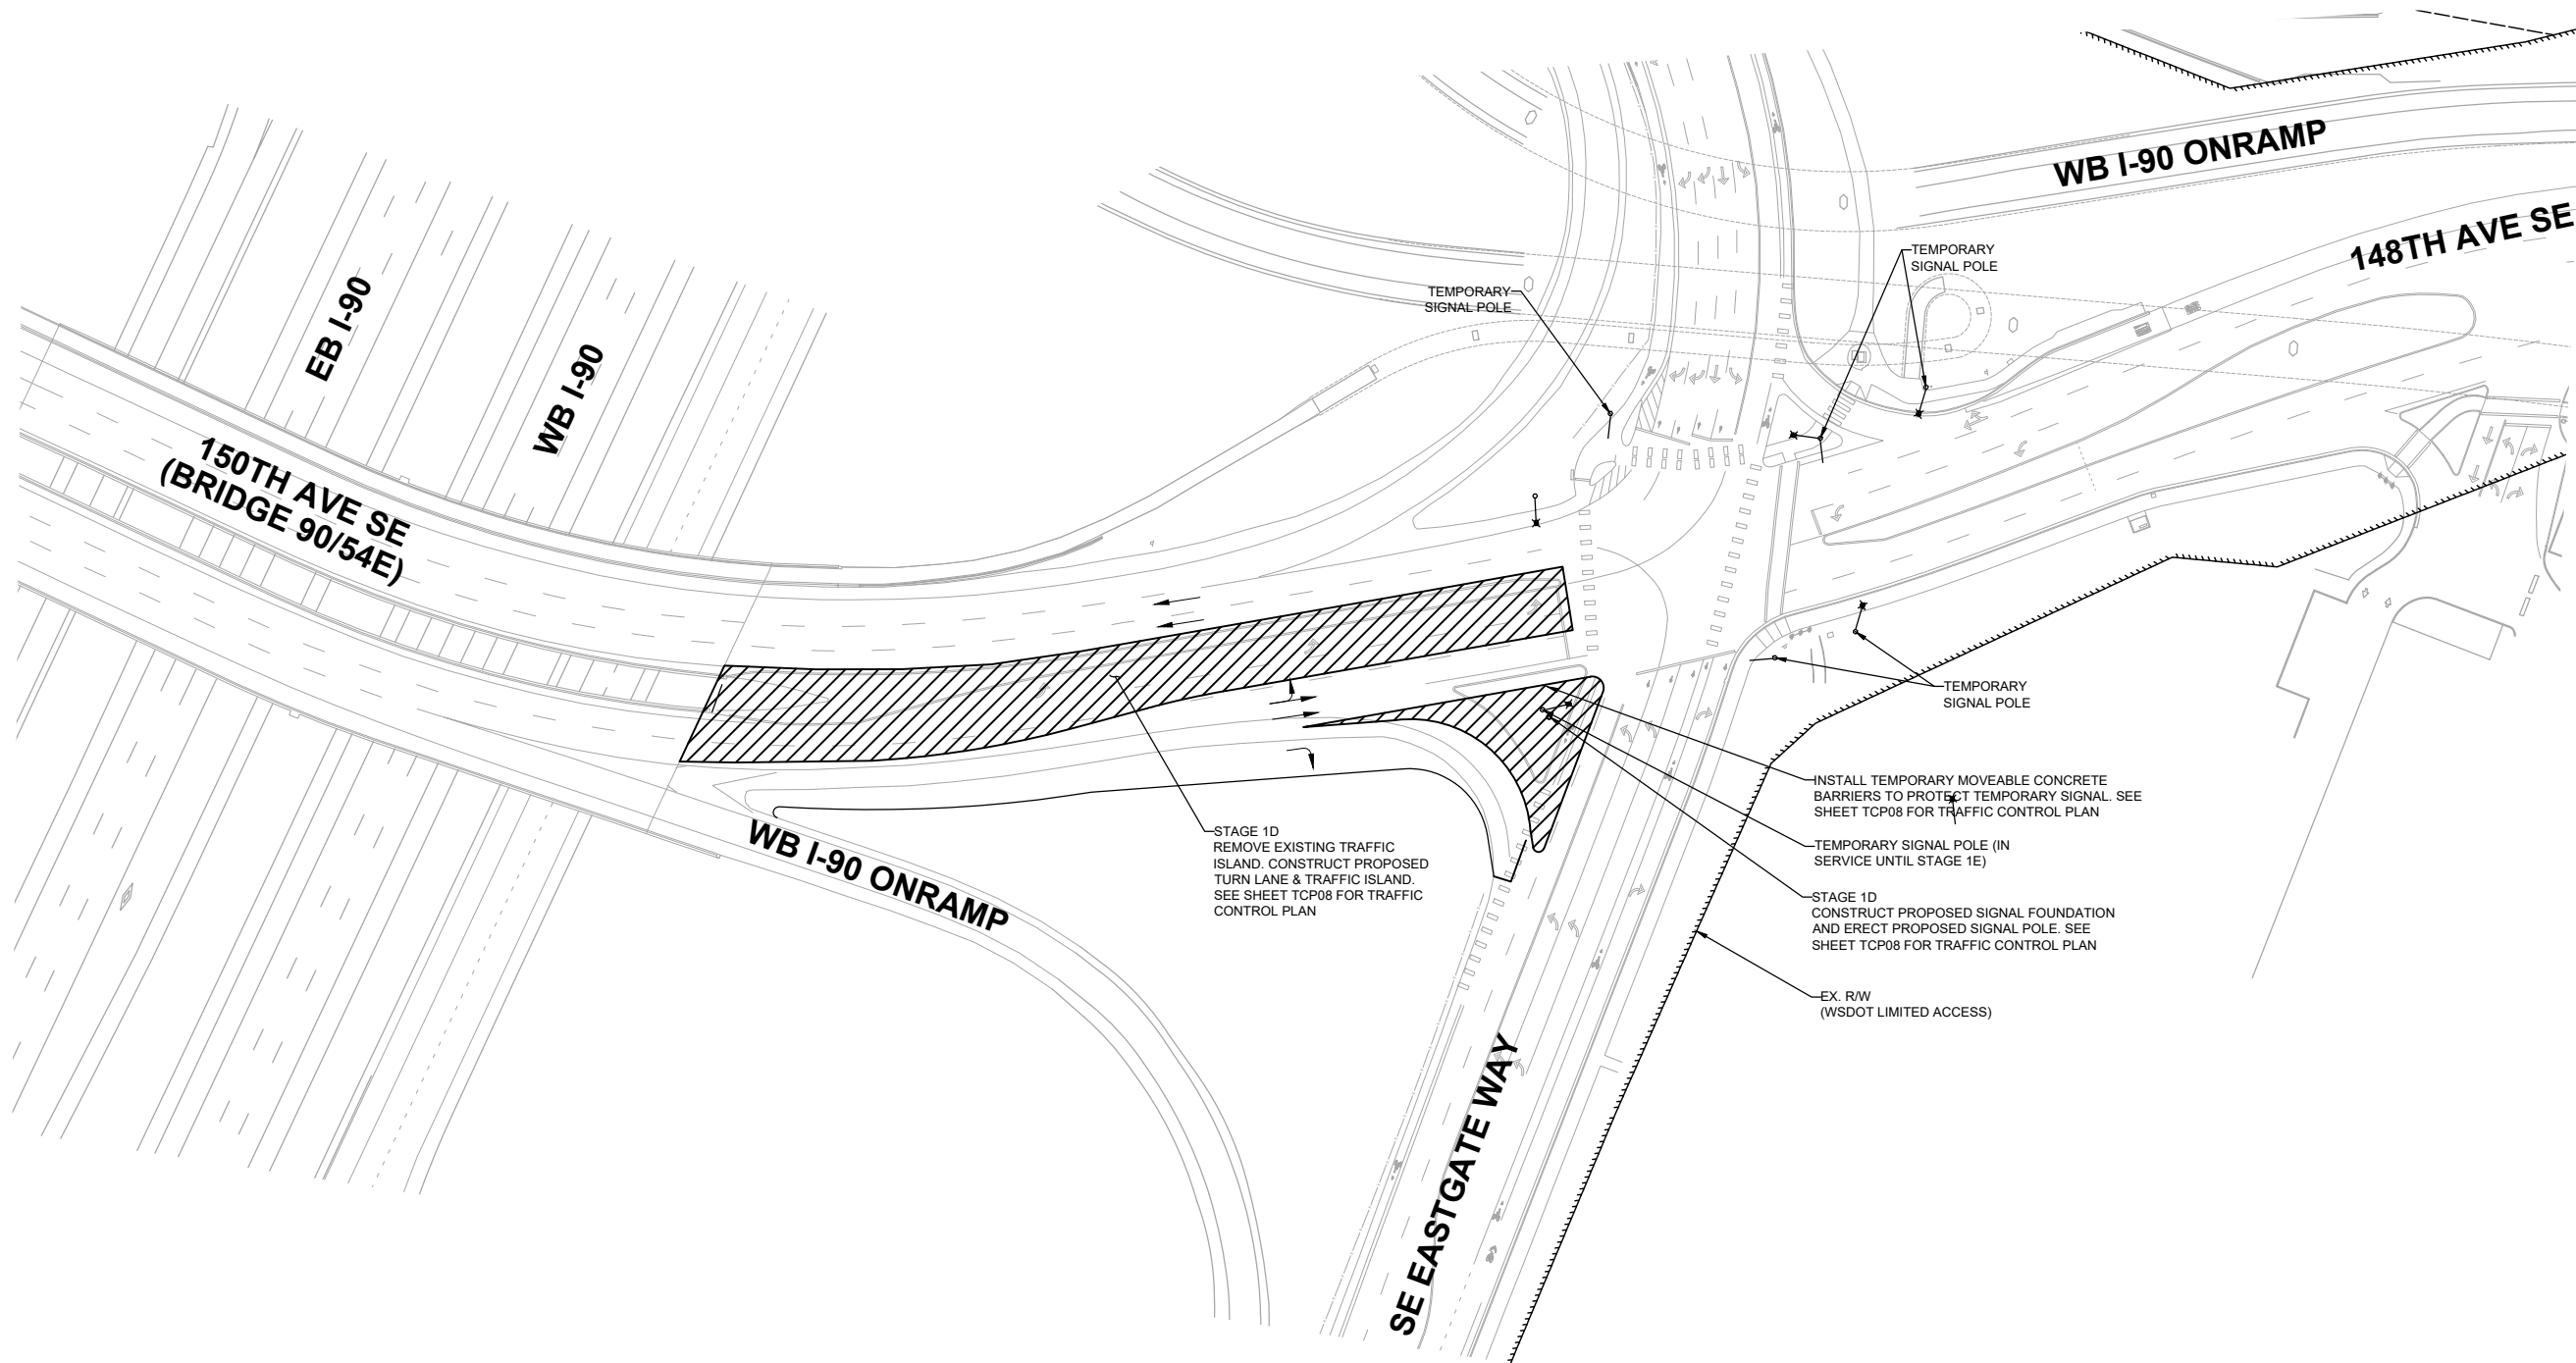 WB I-90 ONRAMP
148TH AVE SE
TEMPORARY
SIGNAL POLE
TEMPORARY
SIGNAL POLE
EB I-90
WB I-90
150TH AVE SE
(BRIDGE 90/54E)
TEMPORARY
SIGNAL POLE
INSTALL TEMPORARY MOVEABLE CONCRETE
BARRIERS TO PROTECT TEMPORARY SIGNAL. SEE
SHEET TCP08 FOR TRAFFIC CONTROL PLAN
WB I-90 ONRAMP
STAGE 1D
REMOVE EXISTING TRAFFIC
ISLAND. CONSTRUCT PROPOSED
TURN LANE & TRAFFIC ISLAND.
SEE SHEET TCP08 FOR TRAFFIC
CONTROL PLAN
TEMPORARY SIGNAL POLE (IN
SERVICE UNTIL STAGE 1E)
STAGE 1D
CONSTRUCT PROPOSED SIGNAL FOUNDATION
AND ERECT PROPOSED SIGNAL POLE. SEE
SHEET TCP08 FOR TRAFFIC CONTROL PLAN
EX. R/W
(WSDOT LIMITED ACCESS)
SE EASTGATE WAY